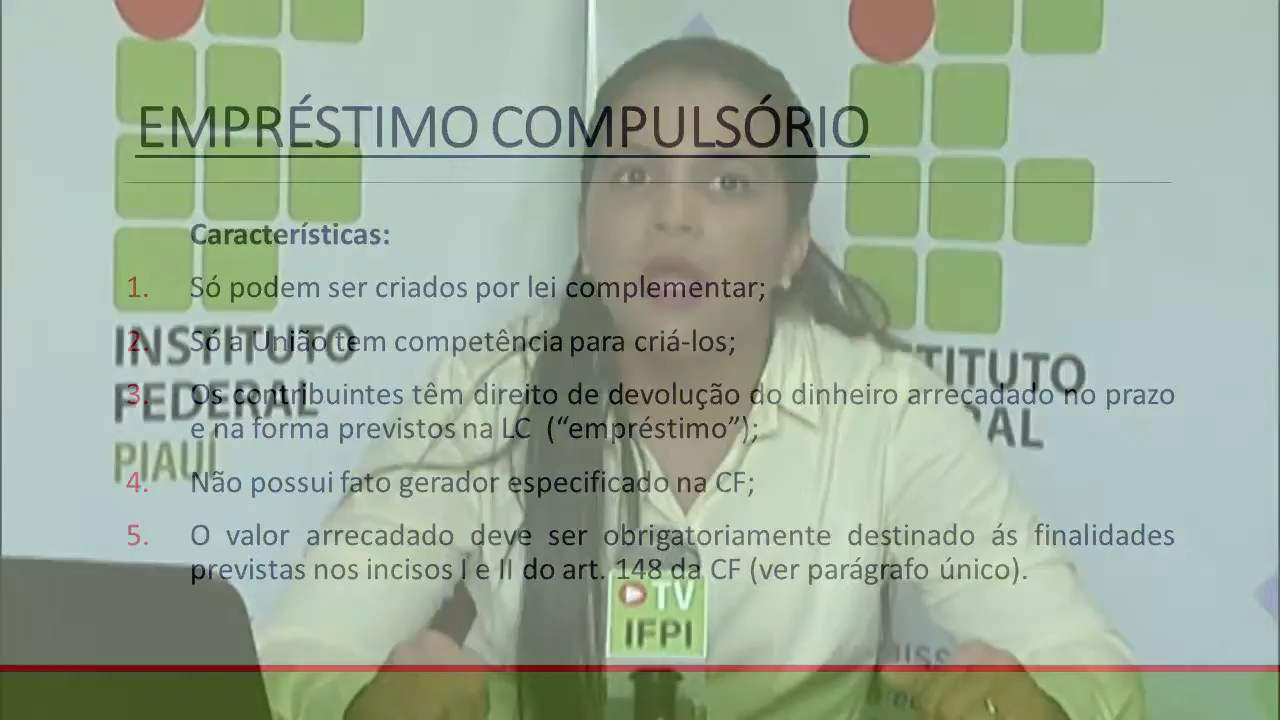 EMPRÉSTIMO COMPULSÓRIO
Características:
1. Só podem ser criados por lei complementar;
2. Só a União tem competência para criá-los;
3. Os contribuintes têm direito de devolução do dinheiro arrecadado no prazo
e na forma previstos na LC (“empréstimo”);
4. Não possui fato gerador especificado na CF;
5. O valor arrecadado deve ser obrigatoriamente destinado ás finalidades
previstas nos incisos I e II do art. 148 da CF (ver parágrafo único).
INSTITUTO
FEDERAL
PIAUÍ
TITUTO
RAL
TV
IFPI